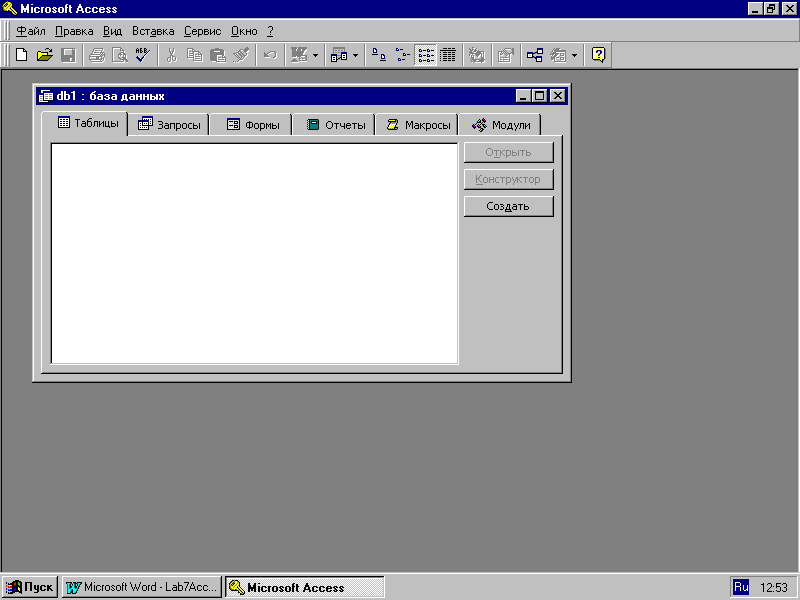 Microsoft Access
Файл Правка Вид Вставка Сервис Окно ?
db1 : база данных
Таблицы Запросы Формы Отчеты Макросы Модули
Открыть
Конструктор
Создать
Пуск Microsoft Word - Lab7Acc... Microsoft Access Ru 12:53